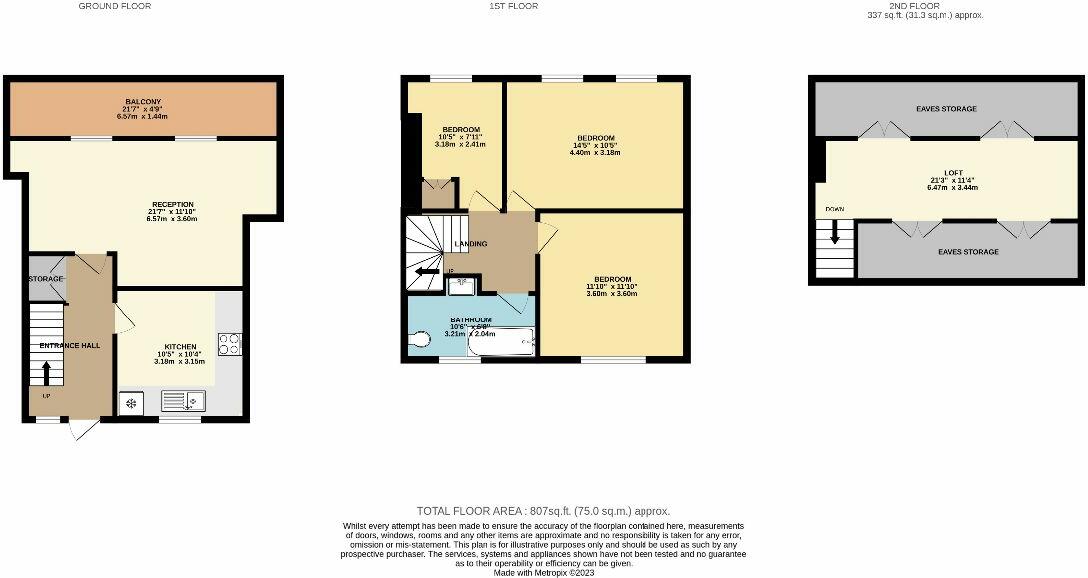 GROUND FLOOR
BALCONY
21'7" x 4'9"
6.57m x 1.44m
RECEPTION
21'7" x 11'10"
6.57m x 3.60m
STORAGE
ENTRANCE HALL
UP
KITCHEN
10'5" x 10'4"
3.18m x 3.15m
1ST FLOOR
BEDROOM
10'5" x 7'11"
3.18m x 2.41m
BEDROOM
14'5" x 10'5"
4.40m x 3.18m
LANDING
UP
BEDROOM
11'10" x 11'10"
3.60m x 3.60m
BATHROOM
10'6" x 6'8"
3.21m x 2.04m
2ND FLOOR
337 sq.ft. (31.3 sq.m.) approx.
EAVES STORAGE
LOFT
21'3" x 11'4"
6.47m x 3.44m
DOWN
EAVES STORAGE
TOTAL FLOOR AREA : 807sq.ft. (75.0 sq.m.) approx.
Whilst every attempt has been made to ensure the accuracy of the floorplan contained here, measurements
of doors, windows, rooms and any other items are approximate and no responsibility is taken for any error,
omission or mis-statement. This plan is for illustrative purposes only and should be used as such by any
prospective purchaser. The services, systems and appliances shown have not been tested and no guarantee
as to their operability or efficiency can be given.
Made with Metropix ©2023